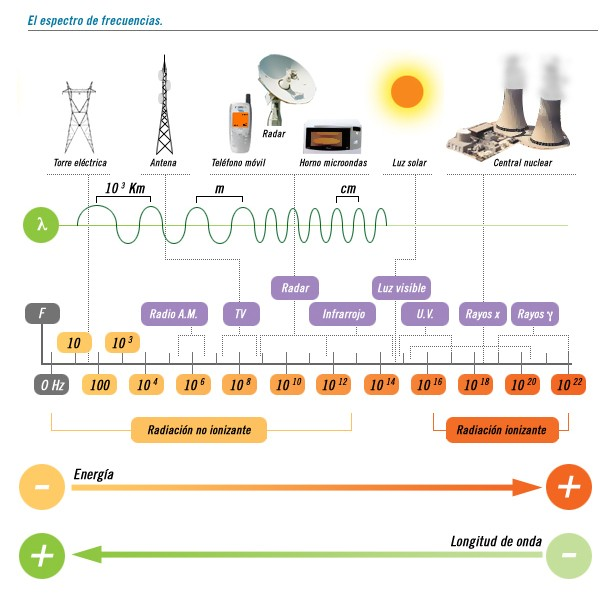 El espectro de frecuencias.
Radar
Torre eléctrica
Antena
Teléfono móvil
Horno microondas
Luz solar
Central nuclear
10 ³ Km
m
cm
λ
Radar
Luz visible
F
Radio A.M.
TV
Infrarrojo
U.V.
Rayos x
Rayos γ
10
10 ³
0 Hz
100
10 ⁴
10 ⁶
10 ⁸
10 ¹⁰
10 ¹²
10 ¹⁴
10 ¹⁶
10 ¹⁸
10 ²⁰
10 ²²
Radiación no ionizante
Radiación ionizante
Energía
-
+
Longitud de onda
+
-